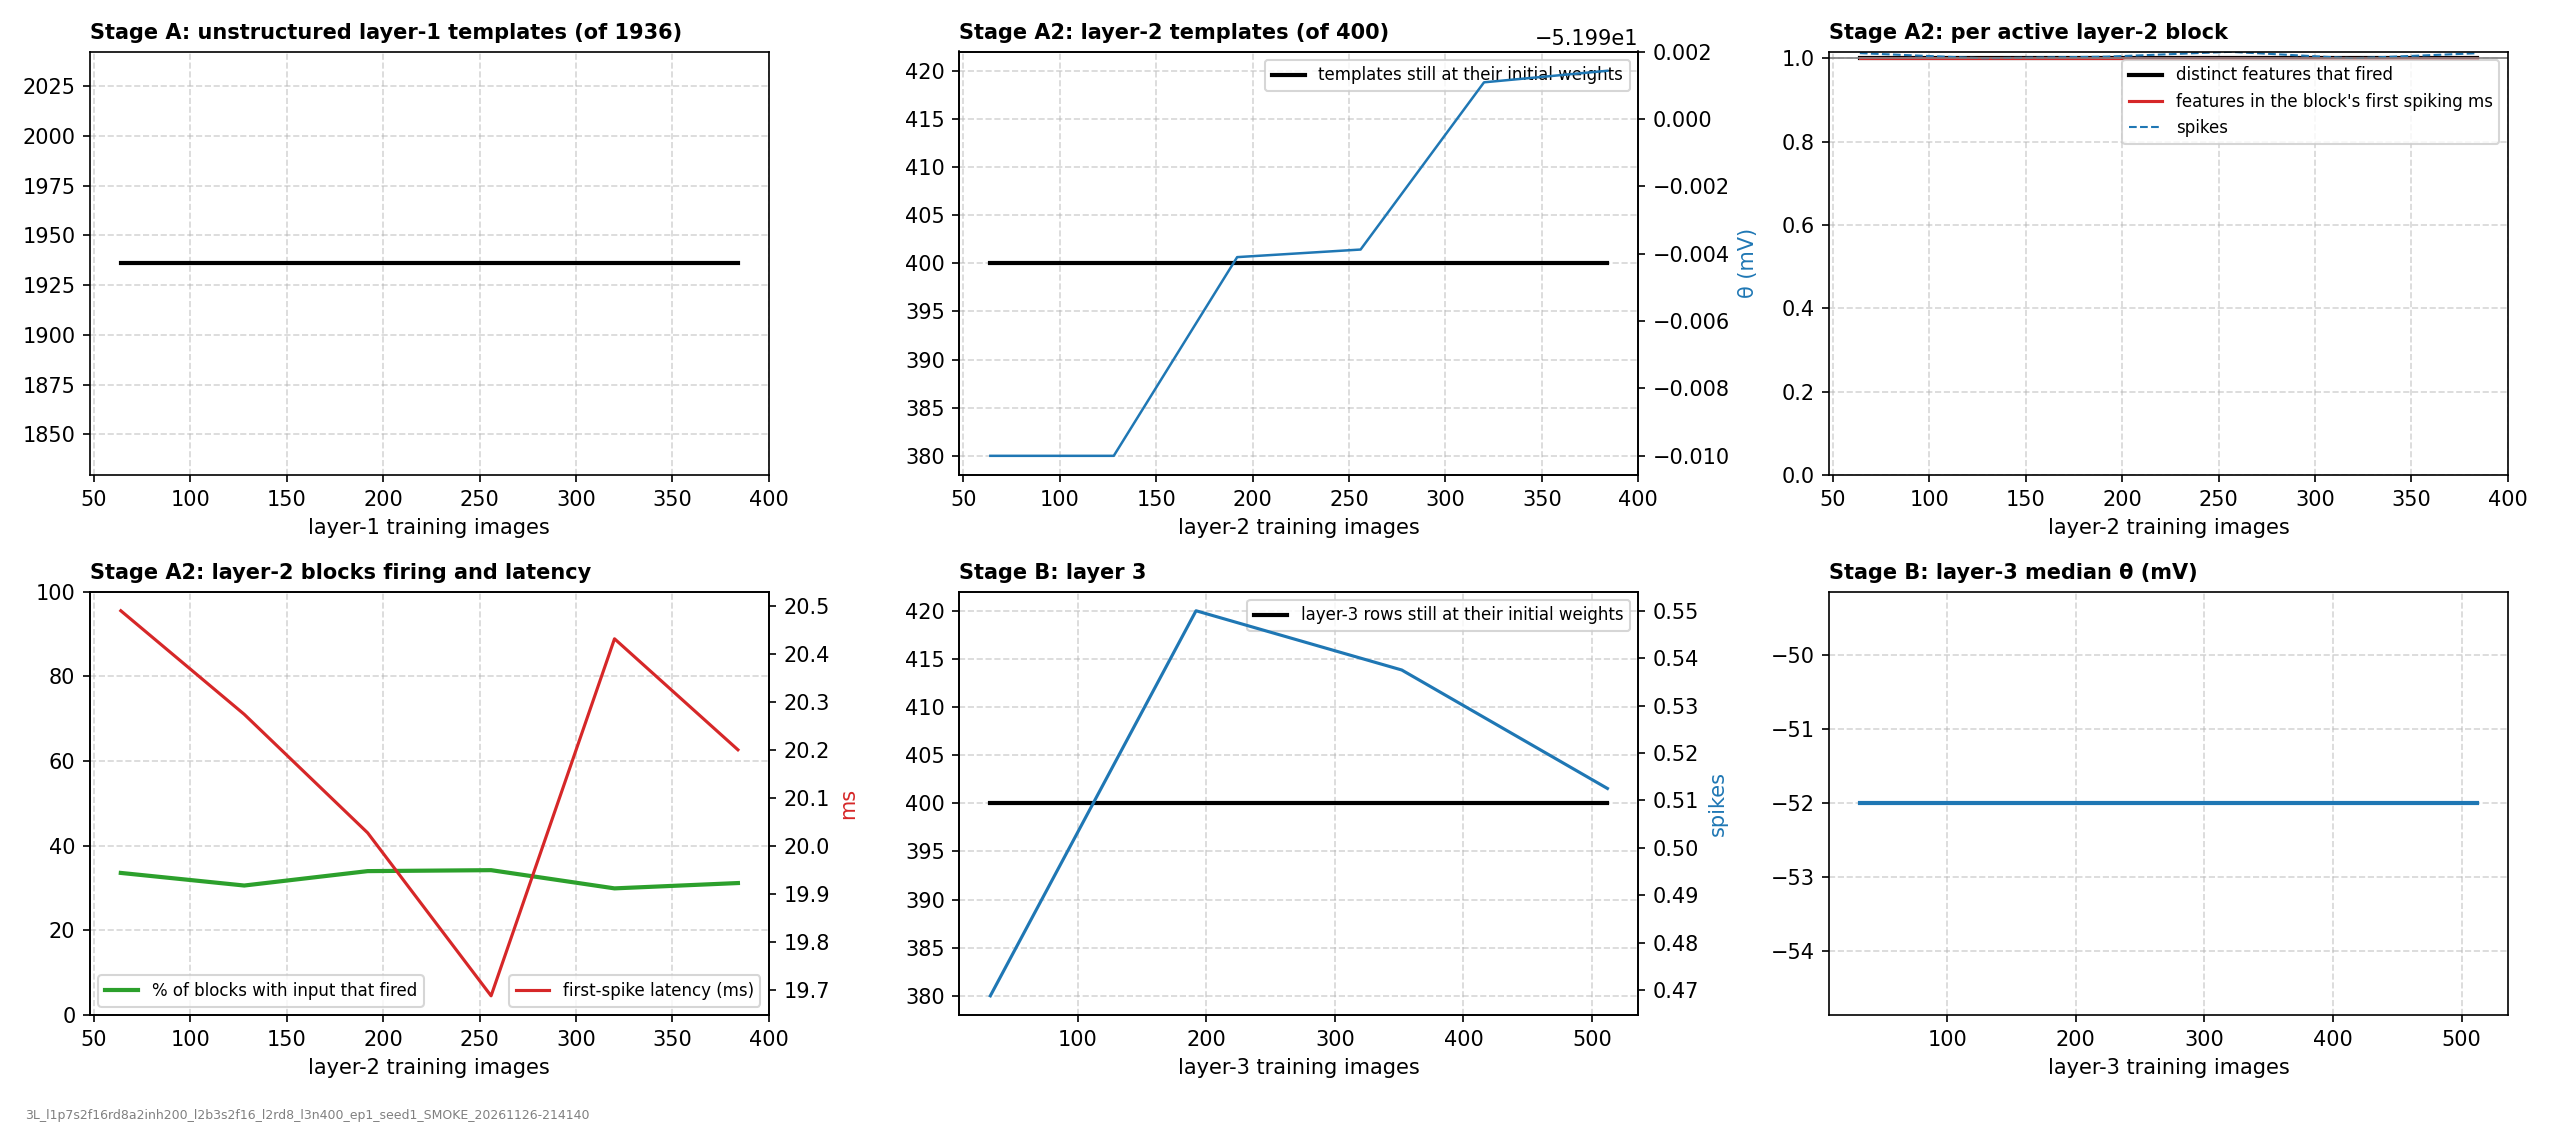 Stage A: unstructured layer-1 templates (of 1936)
2025
2000
1975
1950
1925
1900
1875
1850
50 100 150 200 250 300 350 400
layer-1 training images
Stage A2: layer-2 templates (of 400)
−5.199e1
templates still at their initial weights
420
415
410
405
400
395
390
385
380
0.002
0.000
−0.002
−0.004
−0.006
−0.008
−0.010
θ (mV)
50 100 150 200 250 300 350 400
layer-2 training images
Stage A2: per active layer-2 block
distinct features that fired
features in the block's first spiking ms
spikes
1.0
0.8
0.6
0.4
0.2
0.0
50 100 150 200 250 300 350 400
layer-2 training images
Stage A2: layer-2 blocks firing and latency
100
80
60
40
20
0
20.5
20.4
20.3
20.2
20.1
20.0
19.9
19.8
19.7
ms
% of blocks with input that fired
first-spike latency (ms)
50 100 150 200 250 300 350 400
layer-2 training images
Stage B: layer 3
layer-3 rows still at their initial weights
420
415
410
405
400
395
390
385
380
0.55
0.54
0.53
0.52
0.51
0.50
0.49
0.48
0.47
spikes
100 200 300 400 500
layer-3 training images
Stage B: layer-3 median θ (mV)
−50
−51
−52
−53
−54
100 200 300 400 500
layer-3 training images
3L_l1p7s2f16rd8a2inh200_l2b3s2f16_l2rd8_l3n400_ep1_seed1_SMOKE_20261126-214140